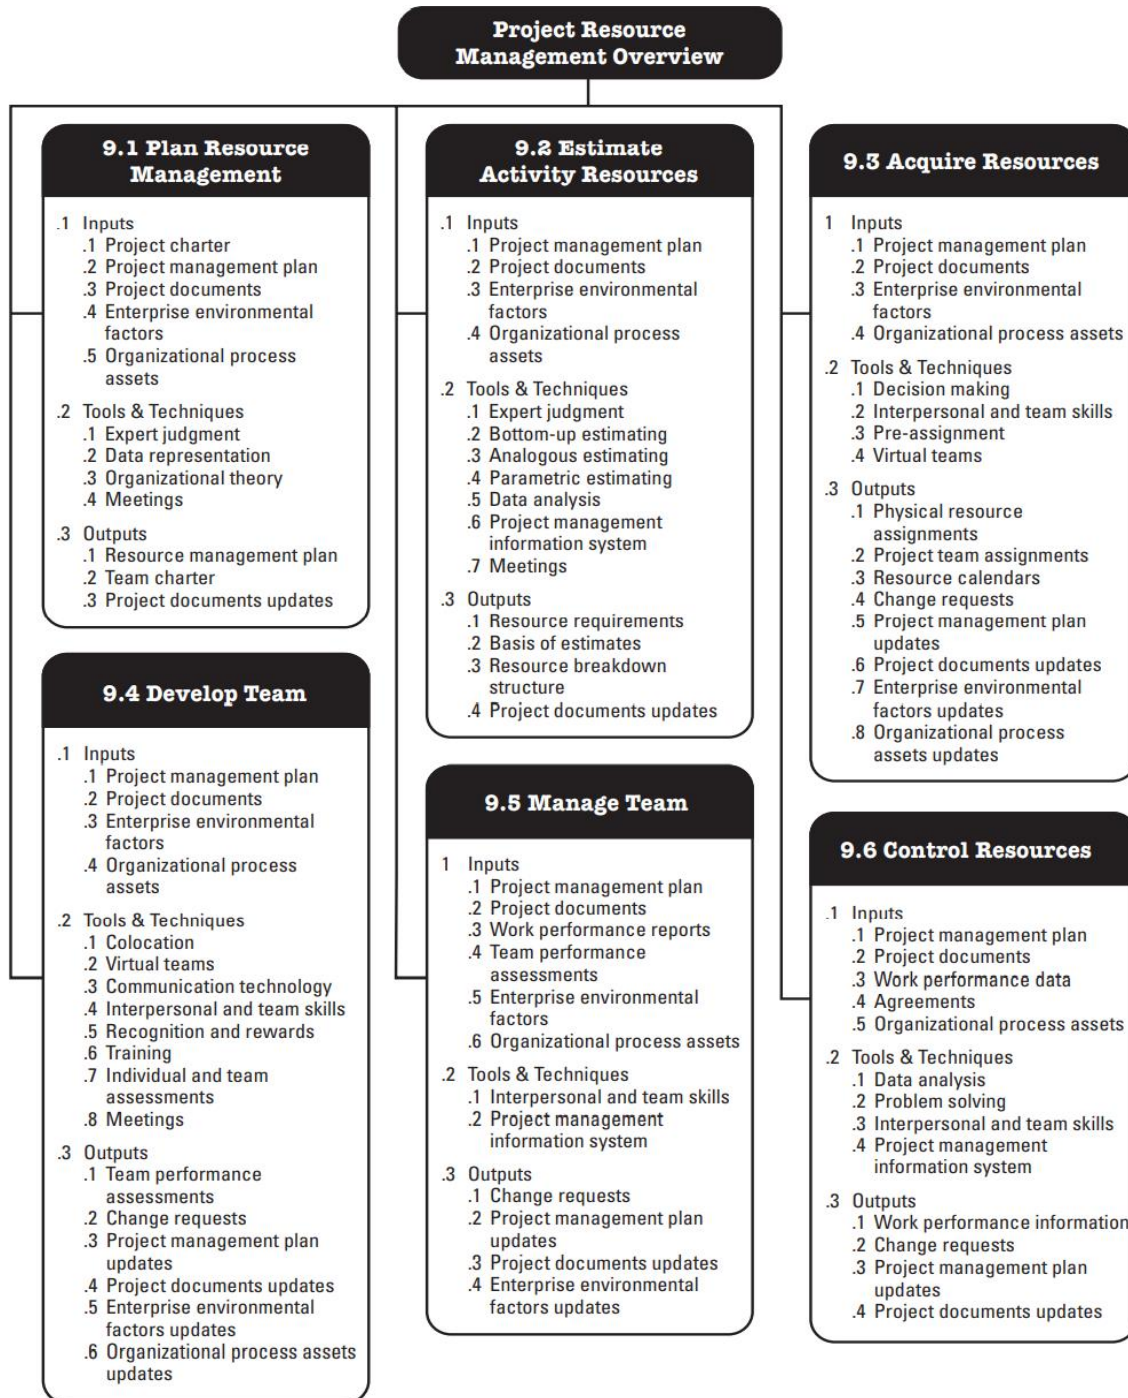 Project Resource
Management Overview
9.1 Plan Resource
Management
.1 Inputs
.1 Project charter
.2 Project management plan
.3 Project documents
.4 Enterprise environmental
factors
.5 Organizational process
assets
.2 Tools & Techniques
.1 Expert judgment
.2 Data representation
.3 Organizational theory
.4 Meetings
.3 Outputs
.1 Resource management plan
.2 Team charter
.3 Project documents updates
9.2 Estimate
Activity Resources
.1 Inputs
.1 Project management plan
.2 Project documents
.3 Enterprise environmental
factors
.4 Organizational process
assets
.2 Tools & Techniques
.1 Expert judgment
.2 Bottom-up estimating
.3 Analogous estimating
.4 Parametric estimating
.5 Data analysis
.6 Project management
information system
.7 Meetings
.3 Outputs
.1 Resource requirements
.2 Basis of estimates
.3 Resource breakdown
structure
.4 Project documents updates
9.3 Acquire Resources
1 Inputs
.1 Project management plan
.2 Project documents
.3 Enterprise environmental
factors
.4 Organizational process assets
.2 Tools & Techniques
.1 Decision making
.2 Interpersonal and team skills
.3 Pre-assignment
.4 Virtual teams
.3 Outputs
.1 Physical resource
assignments
.2 Project team assignments
.3 Resource calendars
.4 Change requests
.5 Project management plan
updates
.6 Project documents updates
.7 Enterprise environmental
factors updates
.8 Organizational process
assets updates
9.4 Develop Team
.1 Inputs
.1 Project management plan
.2 Project documents
.3 Enterprise environmental
factors
.4 Organizational process
assets
.2 Tools & Techniques
.1 Colocation
.2 Virtual teams
.3 Communication technology
.4 Interpersonal and team skills
.5 Recognition and rewards
.6 Training
.7 Individual and team
assessments
.8 Meetings
.3 Outputs
.1 Team performance
assessments
.2 Change requests
.3 Project management plan
updates
.4 Project documents updates
.5 Enterprise environmental
factors updates
.6 Organizational process assets
updates
9.5 Manage Team
1 Inputs
.1 Project management plan
.2 Project documents
.3 Work performance reports
.4 Team performance
assessments
.5 Enterprise environmental
factors
.6 Organizational process assets
.2 Tools & Techniques
.1 Interpersonal and team skills
.2 Project management
information system
.3 Outputs
.1 Change requests
.2 Project management plan
updates
.3 Project documents updates
.4 Enterprise environmental
factors updates
9.6 Control Resources
.1 Inputs
.1 Project management plan
.2 Project documents
.3 Work performance data
.4 Agreements
.5 Organizational process assets
.2 Tools & Techniques
.1 Data analysis
.2 Problem solving
.3 Interpersonal and team skills
.4 Project management
information system
.3 Outputs
.1 Work performance information
.2 Change requests
.3 Project management plan
updates
.4 Project documents updates